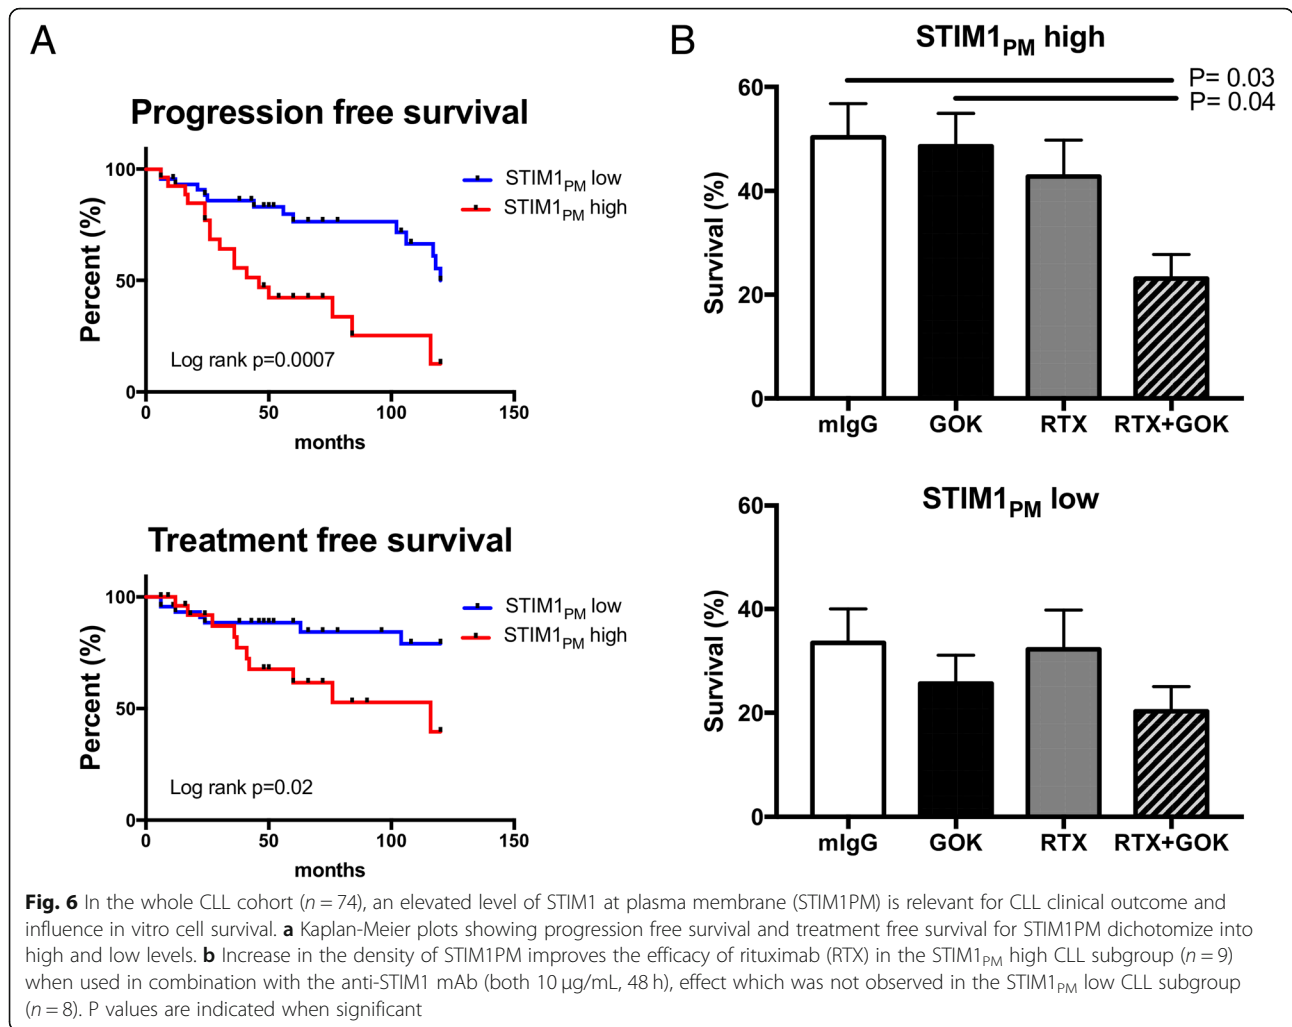 A
Progression free survival
100
50
0
Percent (%)
STIM1PM low
STIM1PM high
Log rank p=0.0007
0 50 100 150
months
Treatment free survival
100
50
0
Percent (%)
STIM1PM low
STIM1PM high
Log rank p=0.02
0 50 100 150
months
B
STIM1PM high
P= 0.03
P= 0.04
60
40
20
0
Survival (%)
mIgG GOK RTX RTX+GOK
STIM1PM low
60
40
20
0
Survival (%)
mIgG GOK RTX RTX+GOK
Fig. 6 In the whole CLL cohort (n = 74), an elevated level of STIM1 at plasma membrane (STIM1PM) is relevant for CLL clinical outcome and
influence in vitro cell survival. a Kaplan-Meier plots showing progression free survival and treatment free survival for STIM1PM dichotomize into
high and low levels. b Increase in the density of STIM1PM improves the efficacy of rituximab (RTX) in the STIM1PM high CLL subgroup (n = 9)
when used in combination with the anti-STIM1 mAb (both 10 μg/mL, 48 h), effect which was not observed in the STIM1PM low CLL subgroup
(n = 8). P values are indicated when significant